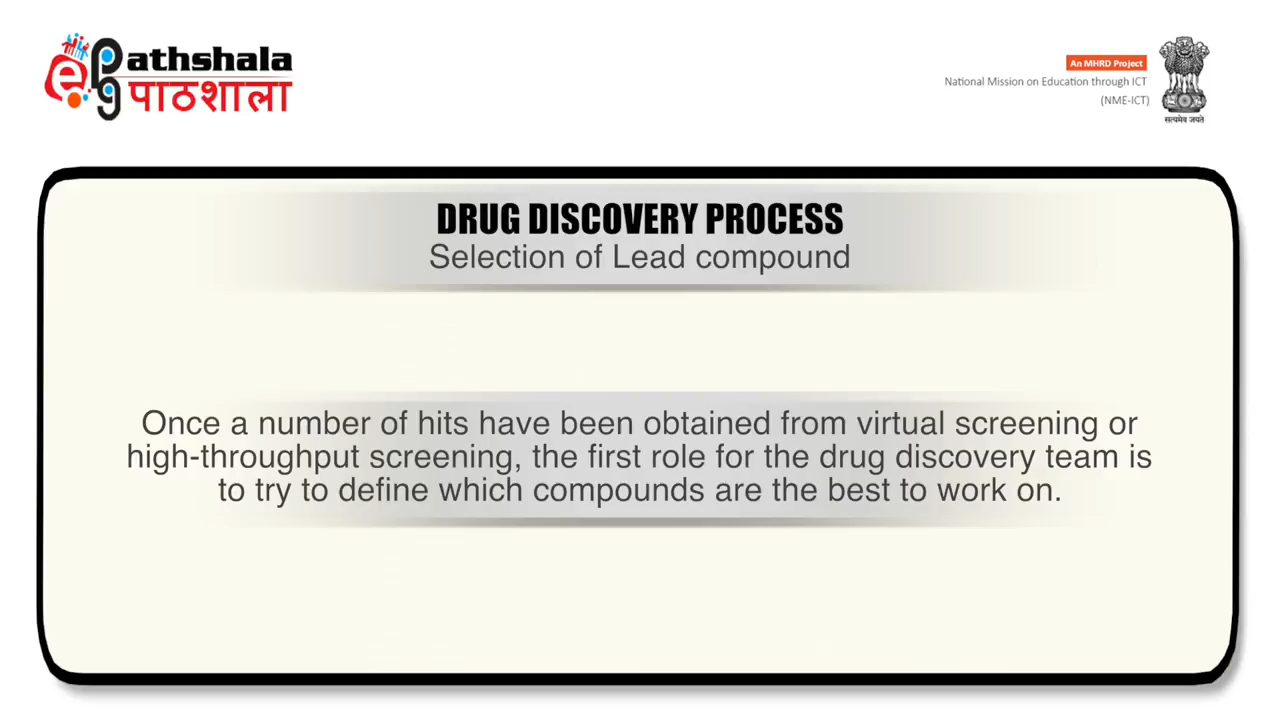 e Pg Pathshala
पाठशाला
An MHRD Project
National Mission on Education through ICT
(NME-ICT)
सत्यमेव जयते
DRUG DISCOVERY PROCESS
Selection of Lead compound
Once a number of hits have been obtained from virtual screening or
high-throughput screening, the first role for the drug discovery team is
to try to define which compounds are the best to work on.